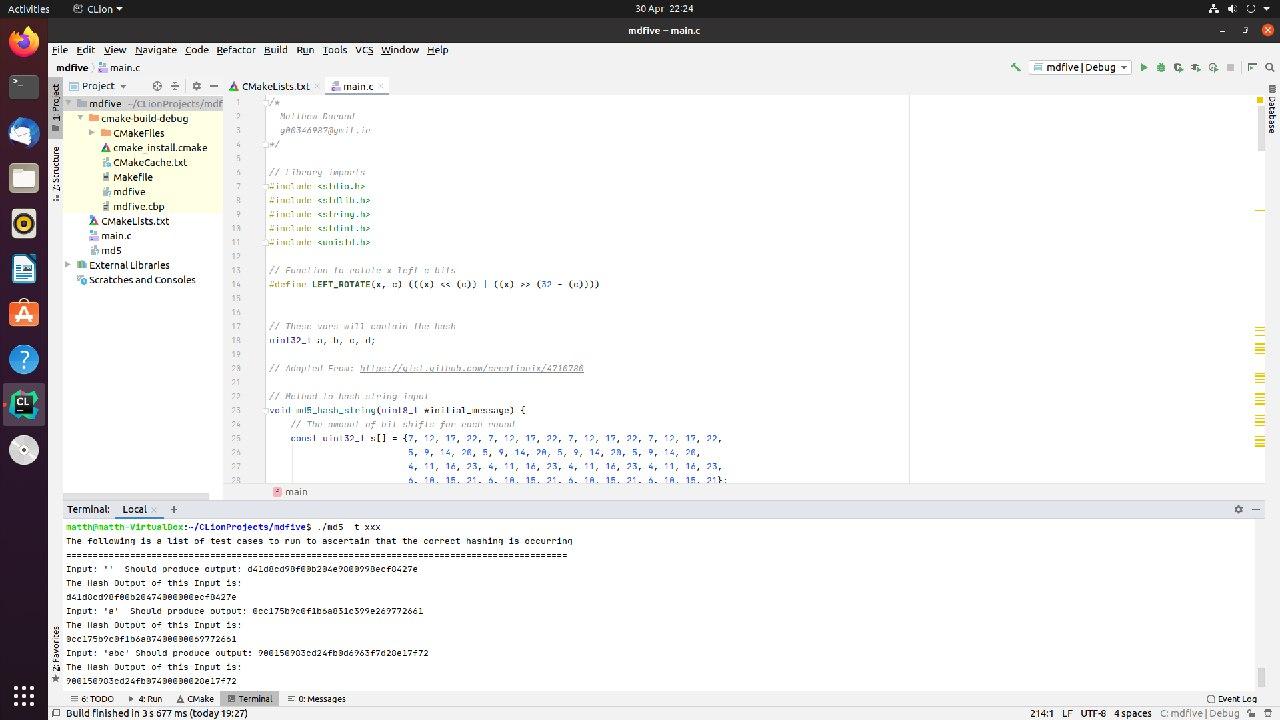 Activities CLion 30 Apr 22:24
mdfive – main.c
File Edit View Navigate Code Refactor Build Run Tools VCS Window Help
mdfive main.c mdfive | Debug
Project CMakeLists.txt main.c
1: Project
Z: Structure
2: Favorites
Database
mdfive ~/CLionProjects/mdf
cmake-build-debug
CMakeFiles
cmake_install.cmake
CMakeCache.txt
Makefile
mdfive
mdfive.cbp
CMakeLists.txt
main.c
md5
External Libraries
Scratches and Consoles
1 /*
2 Matthew
3
4 */
5
6 // Library imports
7 #include <stdio.h>
8 #include <stdlib.h>
9 #include <string.h>
10 #include <stdint.h>
11 #include <unistd.h>
12
13 // Function to rotate x left c bits
14 #define LEFT_ROTATE(x, c) (((x) << (c)) | ((x) >> (32 - (c))))
15
16
17 // These vars will contain the hash
18 uint32_t a, b, c, d;
19
20 // Adapted From:
21
22 // Method to hash string input
23 void md5_hash_string(uint8_t *initial_message) {
24 // The amount of bit shifts for each round
25 const uint32_t s[] = {7, 12, 17, 22, 7, 12, 17, 22, 7, 12, 17, 22, 7, 12, 17, 22,
26 5, 9, 14, 20, 5, 9, 14, 20, 5, 9, 14, 20, 5, 9, 14, 20,
27 4, 11, 16, 23, 4, 11, 16, 23, 4, 11, 16, 23, 4, 11, 16, 23,
28 6, 10, 15, 21, 6, 10, 15, 21, 6, 10, 15, 21, 6, 10, 15, 21};
main
Terminal: Local × +
matth@matth-VirtualBox:~/CLionProjects/mdfive$ ./md5 -t xxx
The following is a list of test cases to run to ascertain that the correct hashing is occurring
Input: '' Should produce output: d41d8cd98f00b204e9800998ecf8427e
The Hash Output of this Input is:
d41d8cd98f00b20474000000ecf8427e
Input: 'a' Should produce output: 0cc175b9c0f1b6a831c399e269772661
The Hash Output of this Input is:
0cc175b9c0f1b6a87400000069772661
Input: 'abc' Should produce output: 900150983cd24fb0d6963f7d28e17f72
The Hash Output of this Input is:
900150983cd24fb07400000028e17f72
6: TODO 4: Run CMake Terminal 0: Messages Event Log
Build finished in 3 s 677 ms (today 19:27) 214:1 LF UTF-8 4 spaces C: mdfive | Debug